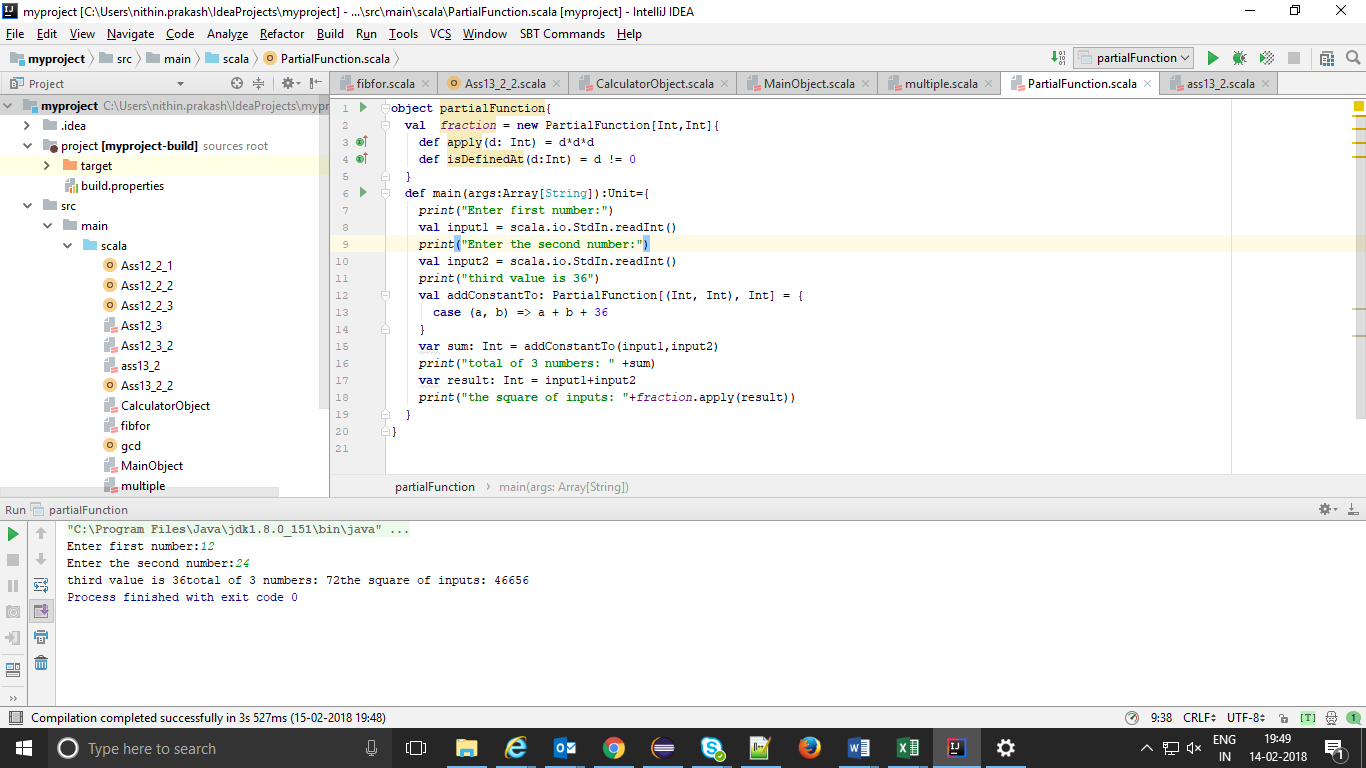 myproject [C:\Users\nithin.prakash\IdeaProjects\myproject] - ...\src\main\scala\PartialFunction.scala [myproject] - IntelliJ IDEA
File Edit View Navigate Code Analyze Refactor Build Run Tools VCS Window SBT Commands Help
myproject src main scala PartialFunction.scala partialFunction
Project
fibfor.scala Ass13_2_2.scala CalculatorObject.scala MainObject.scala multiple.scala PartialFunction.scala ass13_2.scala
myproject C:\Users\nithin.prakash\IdeaProjects\mypr
.idea
project [myproject-build] sources root
target
build.properties
src
main
scala
Ass12_2_1
Ass12_2_2
Ass12_2_3
Ass12_3
Ass12_3_2
ass13_2
Ass13_2_2
CalculatorObject
fibfor
gcd
MainObject
multiple
1 object partialFunction{
2 val fraction = new PartialFunction[Int,Int]{
3 def apply(d: Int) = d*d*d
4 def isDefinedAt(d:Int) = d != 0
5 }
6 def main(args:Array[String]):Unit={
7 print("Enter first number:")
8 val input1 = scala.io.StdIn.readInt()
9 print("Enter the second number:")
10 val input2 = scala.io.StdIn.readInt()
11 print("third value is 36")
12 val addConstantTo: PartialFunction[(Int, Int), Int] = {
13 case (a, b) => a + b + 36
14 }
15 var sum: Int = addConstantTo(input1,input2)
16 print("total of 3 numbers: " +sum)
17 var result: Int = input1+input2
18 print("the square of inputs: "+fraction.apply(result))
19 }
20 }
21
partialFunction main(args: Array[String])
Run partialFunction
"C:\Program Files\Java\jdk1.8.0_151\bin\java" ...
Enter first number:12
Enter the second number:24
third value is 36total of 3 numbers: 72the square of inputs: 46656
Process finished with exit code 0
Compilation completed successfully in 3s 527ms (15-02-2018 19:48) 9:38 CRLF UTF-8 [T] 1
Type here to search
ENG 19:49
IN 14-02-2018 1